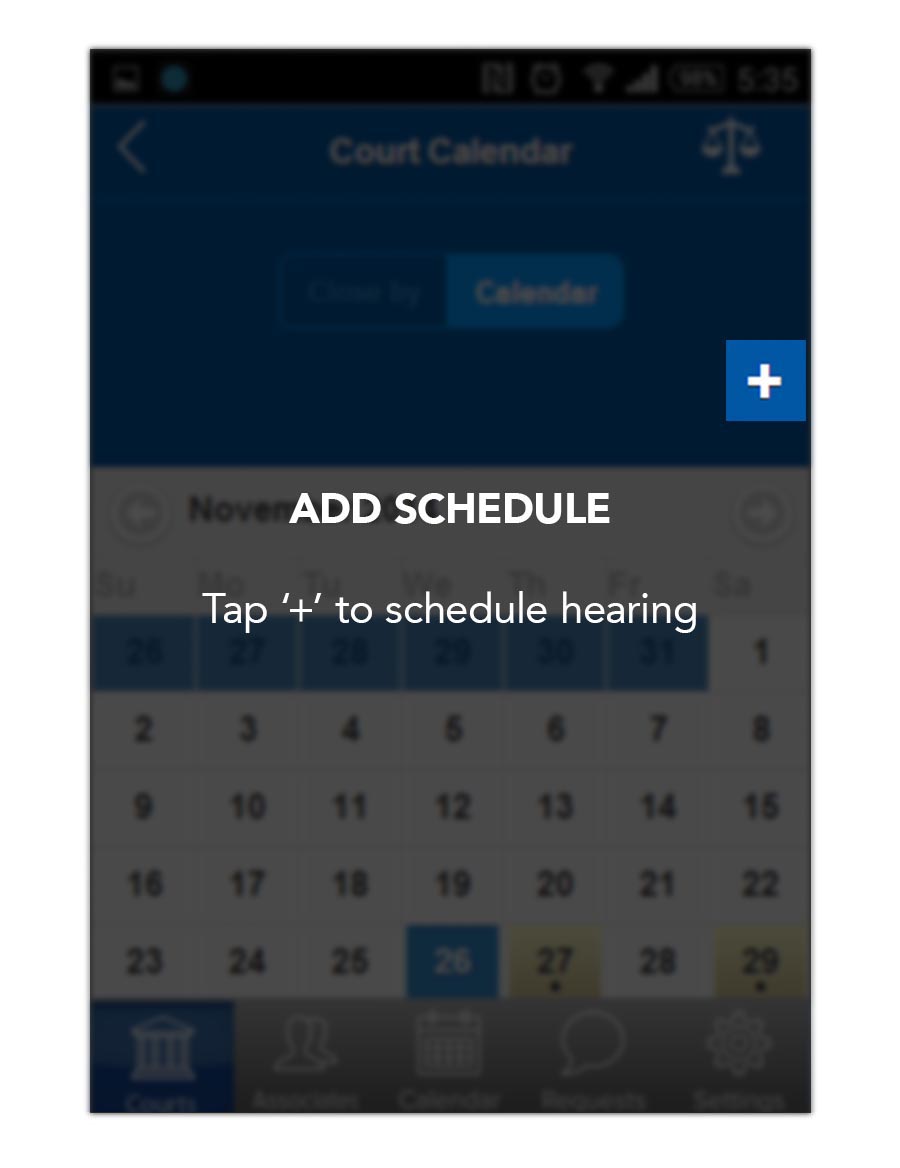 98% 5:35
Court Calendar
Close by Calendar
+
ADD SCHEDULE
Su Mo Tu We Th Fr Sa
Tap ‘+’ to schedule hearing
26 27 28 29 30 31 1
2 3 4 5 6 7 8
9 10 11 12 13 14 15
16 17 18 19 20 21 22
23 24 25 26 27 28 29
Courts Associates Calendar Requests Settings